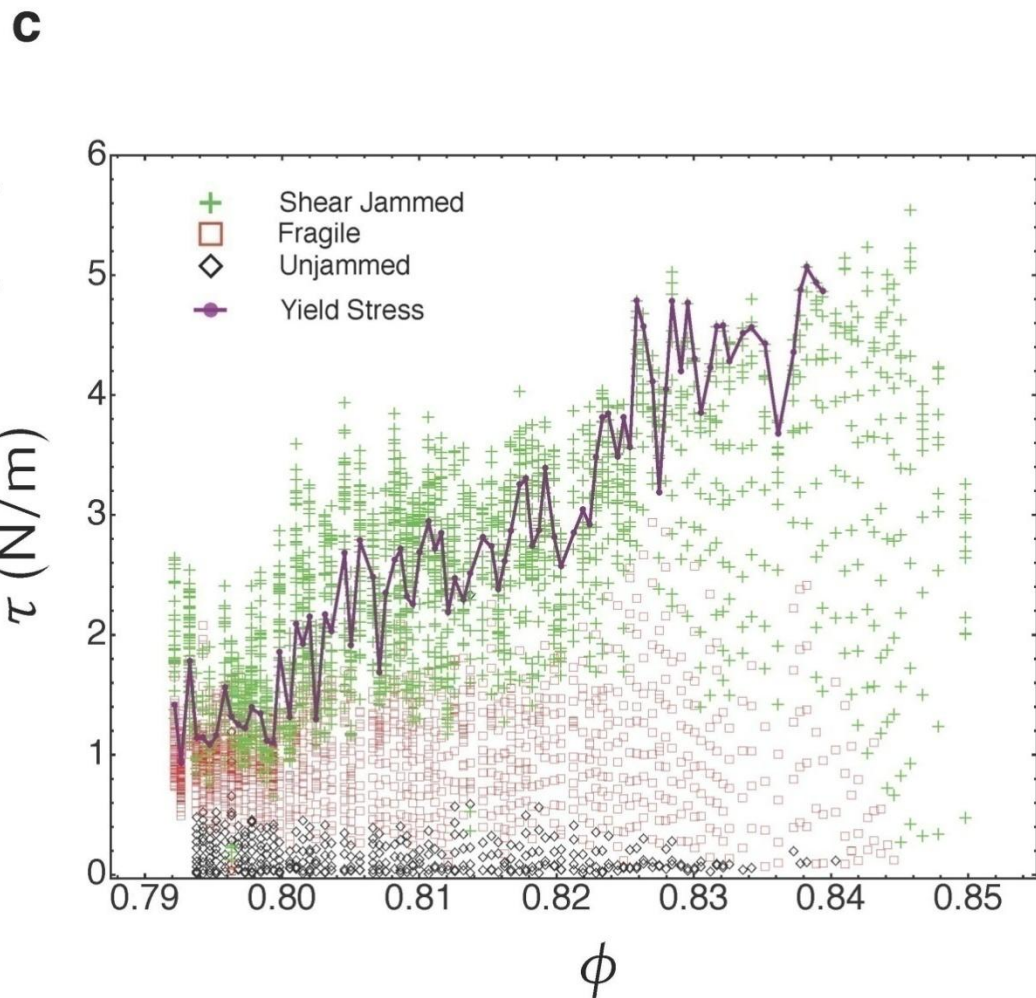 c
6
Shear Jammed
Fragile
Unjammed
5
Yield Stress
4
3
τ (N/m)
2
1
0
0.79 0.80 0.81 0.82 0.83 0.84 0.85
ϕ